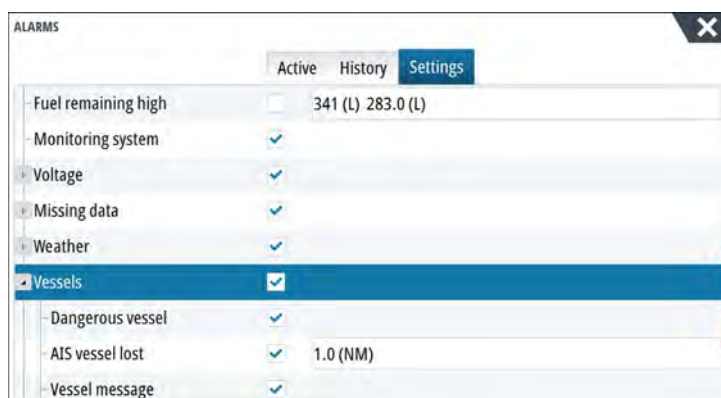 ALARMS
Active History Settings
Fuel remaining high 341 (L) 283.0 (L)
Monitoring system
Voltage
Missing data
Weather
Vessels
Dangerous vessel
AIS vessel lost 1.0 (NM)
Vessel message